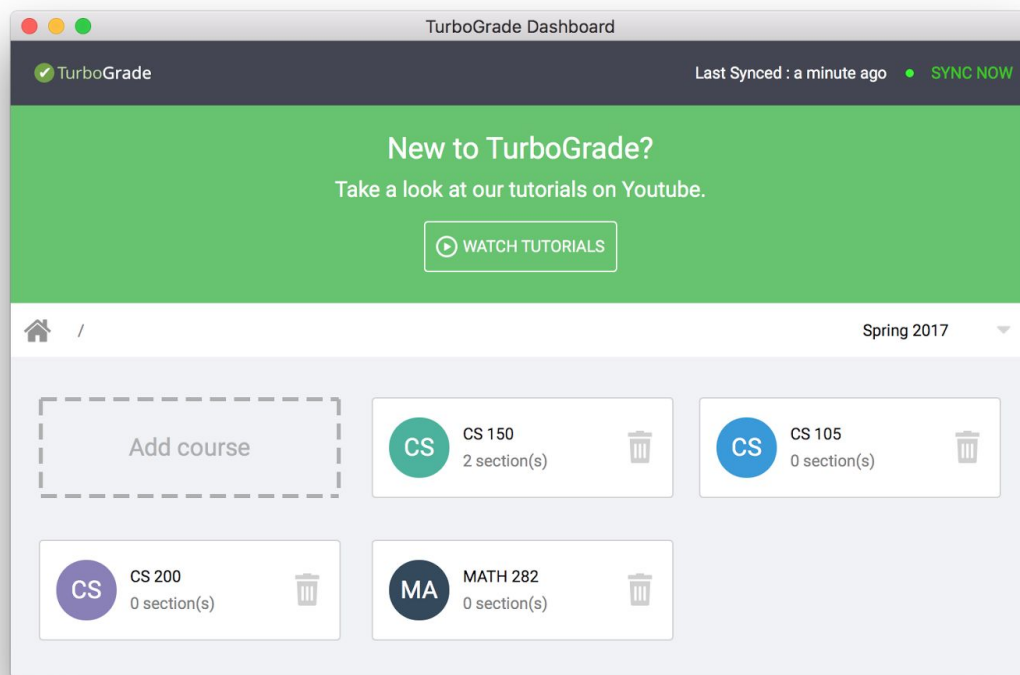 TurboGrade Dashboard
TurboGrade
Last Synced : a minute ago
SYNC NOW
New to TurboGrade?
Take a look at our tutorials on Youtube.
WATCH TUTORIALS
/
Spring 2017
Add course
CS
CS 150
2 section(s)
CS
CS 105
0 section(s)
CS
CS 200
0 section(s)
MA
MATH 282
0 section(s)